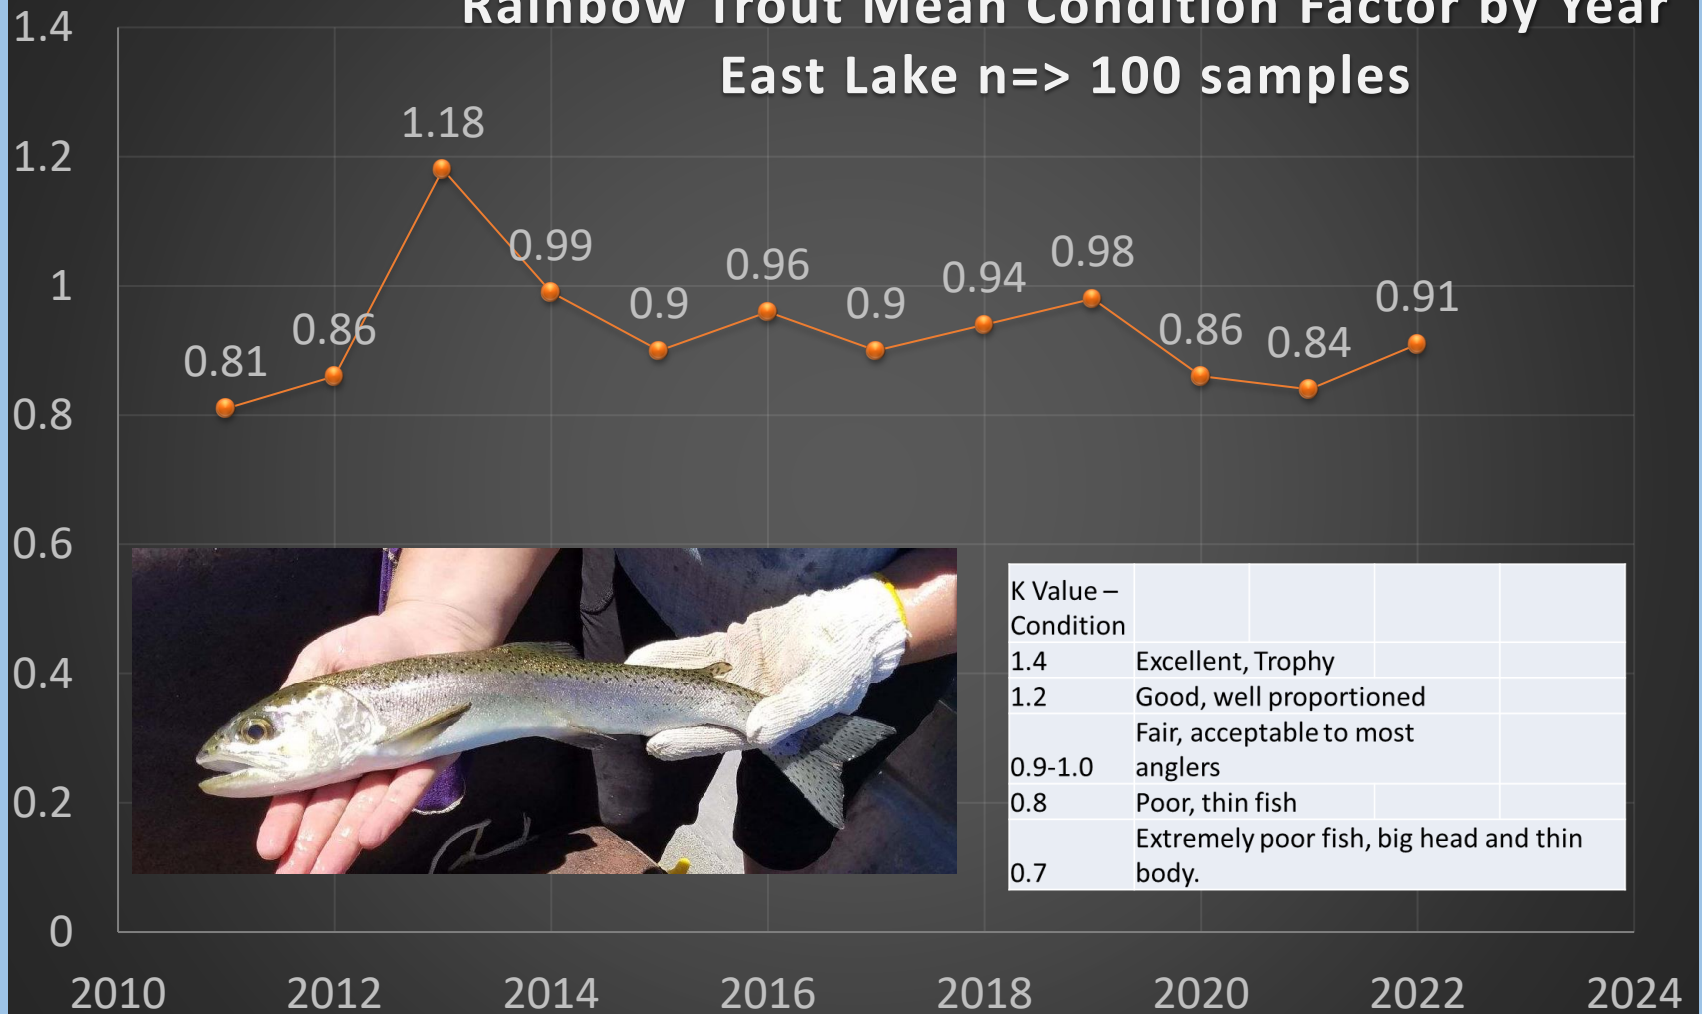 Rainbow Trout Mean Condition Factor by Year
East Lake n=> 100 samples
1.4
1.2
1
0.8
0.6
0.4
0.2
0
0.81
0.86
1.18
0.99
0.9
0.96
0.9
0.94
0.98
0.86
0.84
0.91
K Value –
Condition
1.4 Excellent, Trophy
1.2 Good, well proportioned
Fair, acceptable to most
0.9-1.0 anglers
0.8 Poor, thin fish
Extremely poor fish, big head and thin
0.7 body.
2010 2012 2014 2016 2018 2020 2022 2024